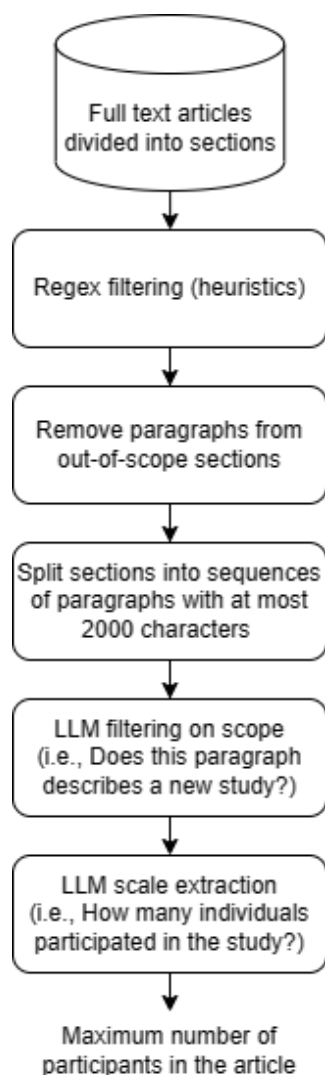 Full text articles
divided into sections
Regex filtering (heuristics)
Remove paragraphs from
out-of-scope sections
Split sections into sequences
of paragraphs with at most
2000 characters
LLM filtering on scope
(i.e., Does this paragraph
describes a new study?)
LLM scale extraction
(i.e., How many individuals
participated in the study?)
Maximum number of
participants in the article